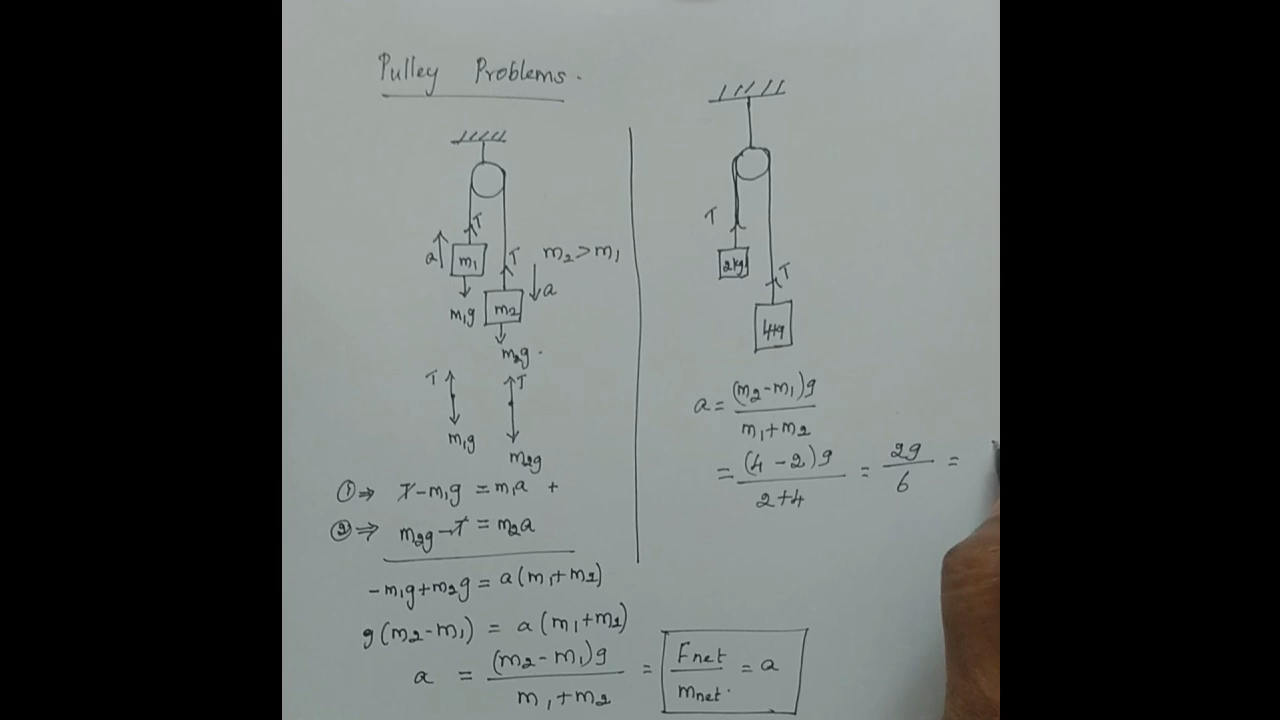 Pulley Problems.
T
a
m₁
T
m₂ > m₁
m₁g
m₂
a
m₂g.
T
T
m₁g
m₂g
① ⇒ T - m₁g = m₁a +
② ⇒ m₂g - T = m₂a
-m₁g + m₂g = a(m₁+m₂)
g(m₂-m₁) = a(m₁+m₂)
a = (m₂-m₁)g / m₁+m₂ = Fnet / mnet. = a
T
2kg
T
4kg
a = (m₂-m₁)g / m₁+m₂
= (4-2)g / 2+4 = 2g / 6 =